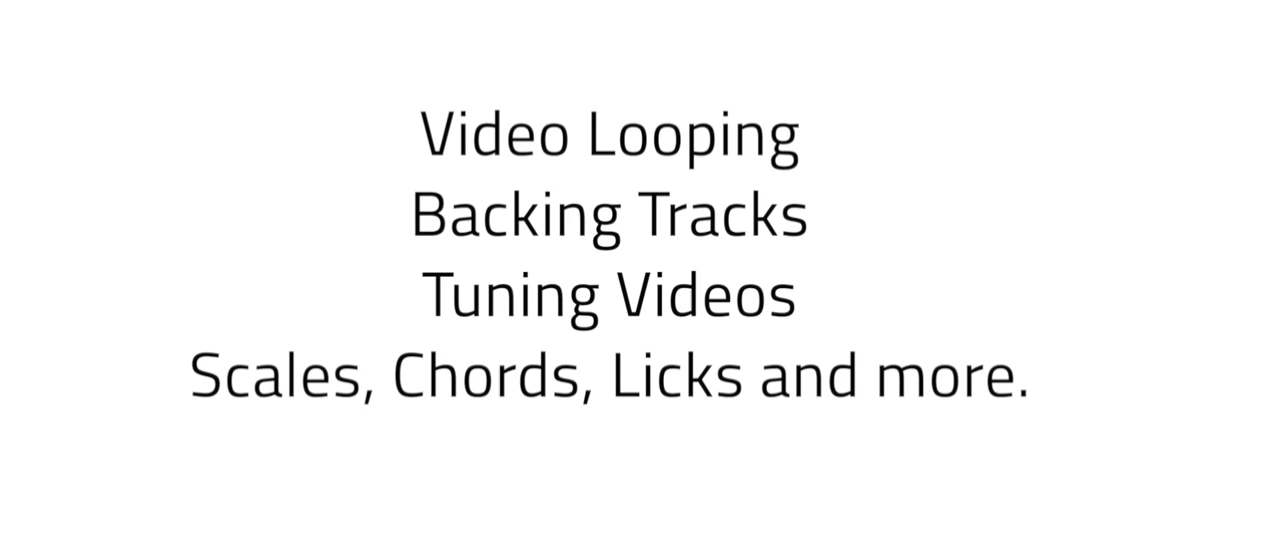 Video Looping
Backing Tracks
Tuning Videos
Scales, Chords, Licks and more.